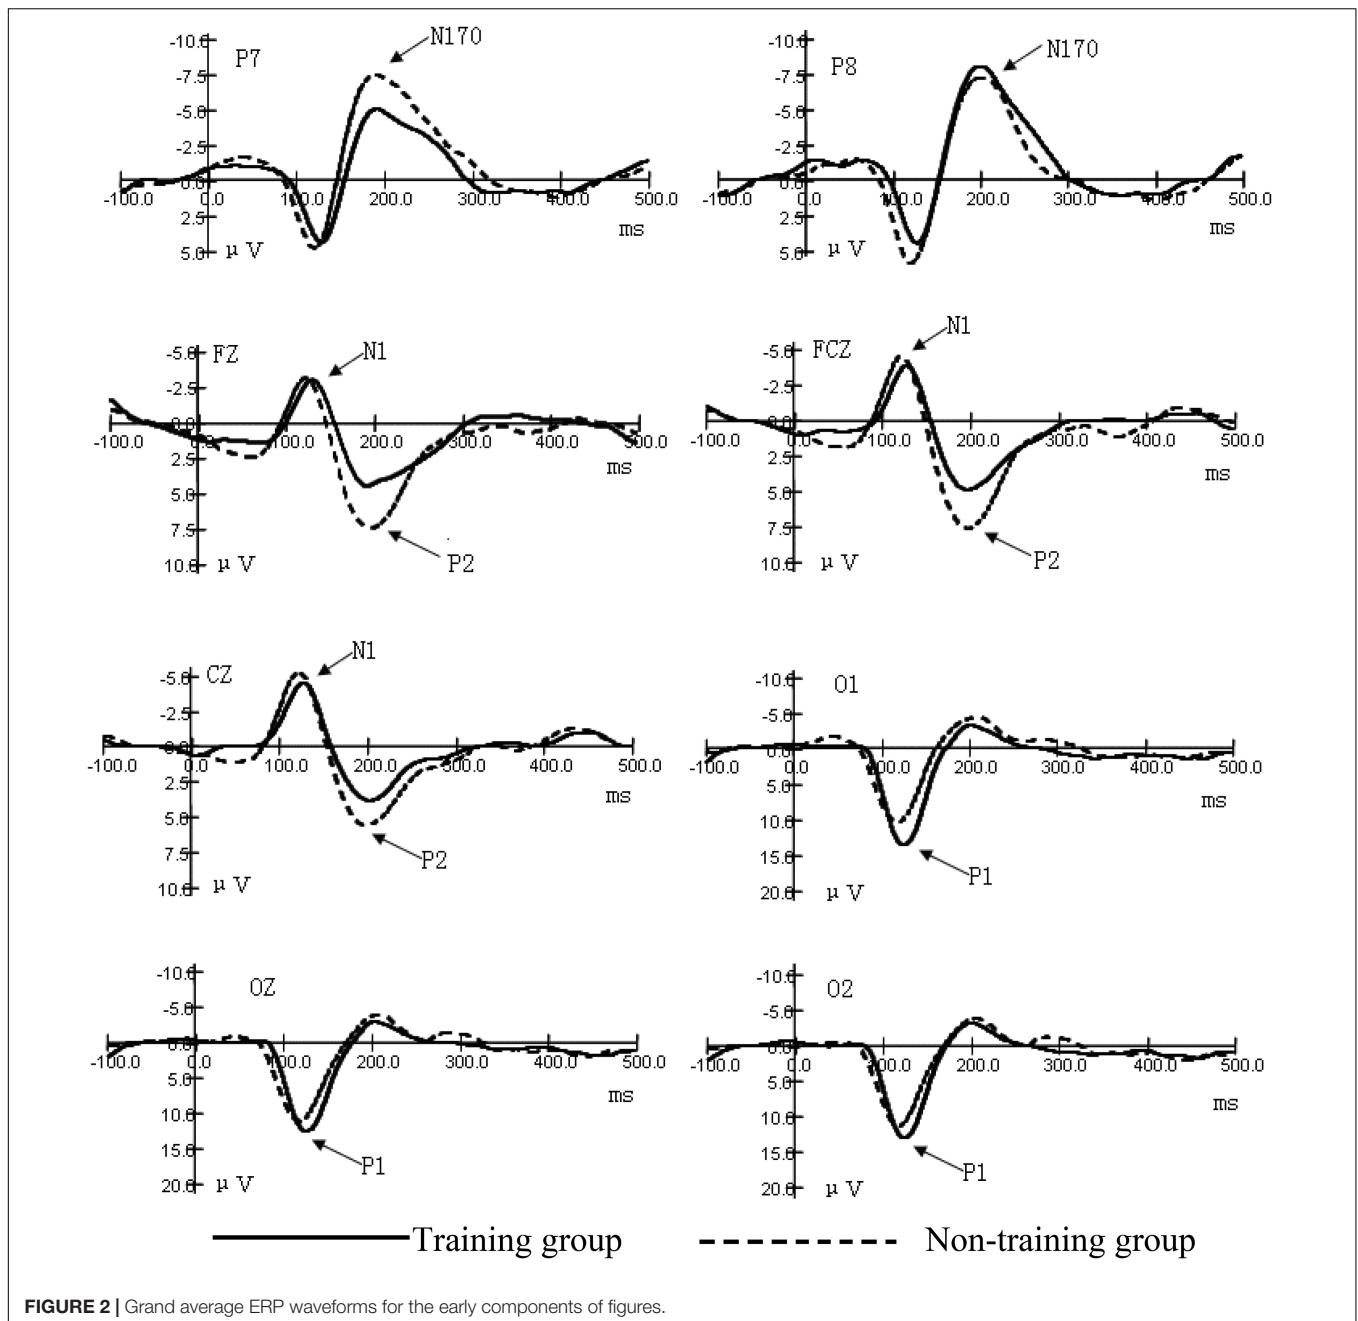 P7
N170
-10.0
-7.5
-5.0
-2.5
0.0
2.5
5.0
-100.0
100.0
200.0
300.0
400.0
500.0
ms
μV
P8
N170
-10.0
-7.5
-5.0
-2.5
0.0
2.5
5.0
-100.0
100.0
200.0
300.0
400.0
500.0
ms
μV
FZ
N1
-5.0
-2.5
0.0
2.5
5.0
7.5
10.0
-100.0
0.0
100.0
200.0
300.0
400.0
500.0
ms
μV
P2
FCZ
N1
-5.0
-2.5
0.0
2.5
5.0
7.5
10.0
-100.0
0.0
100.0
200.0
300.0
400.0
500.0
ms
μV
P2
CZ
N1
-5.0
-2.5
0.0
2.5
5.0
7.5
10.0
-100.0
0.0
100.0
200.0
300.0
400.0
500.0
ms
μV
P2
O1
-10.0
-5.0
0.0
5.0
10.0
15.0
20.0
-100.0
0.0
100.0
200.0
300.0
400.0
500.0
ms
μV
P1
OZ
-10.0
-5.0
0.0
5.0
10.0
15.0
20.0
-100.0
0.0
100.0
200.0
300.0
400.0
500.0
ms
μV
P1
O2
-10.0
-5.0
0.0
5.0
10.0
15.0
20.0
-100.0
0.0
100.0
200.0
300.0
400.0
500.0
ms
μV
P1
Training group
Non-training group
FIGURE 2 | Grand average ERP waveforms for the early components of figures.